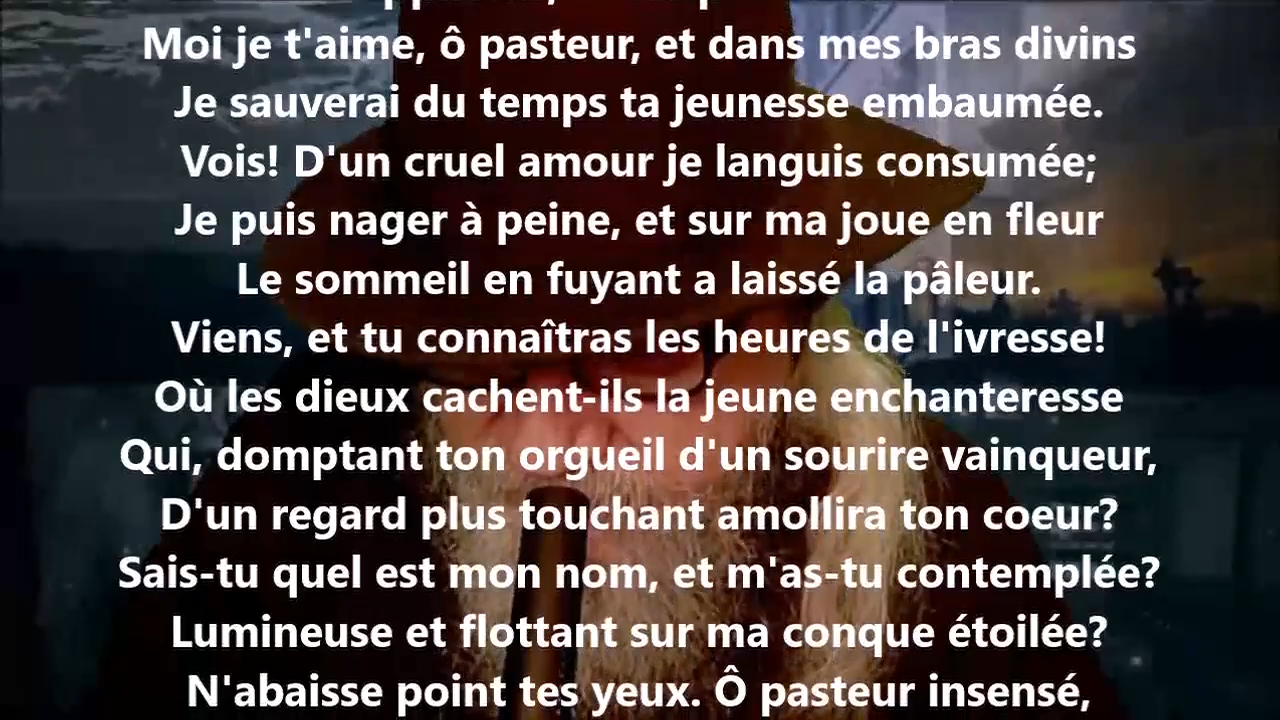 Moi je t'aime, ô pasteur, et dans mes bras divins
Je sauverai du temps ta jeunesse embaumée.
Vois! D'un cruel amour je languis consumée;
Je puis nager à peine, et sur ma joue en fleur
Le sommeil en fuyant a laissé la pâleur.
Viens, et tu connaîtras les heures de l'ivresse!
Où les dieux cachent-ils la jeune enchanteresse
Qui, domptant ton orgueil d'un sourire vainqueur,
D'un regard plus touchant amollira ton coeur?
Sais-tu quel est mon nom, et m'as-tu contemplée?
Lumineuse et flottant sur ma conque étoilée?
N'abaisse point tes yeux. Ô pasteur insensé,